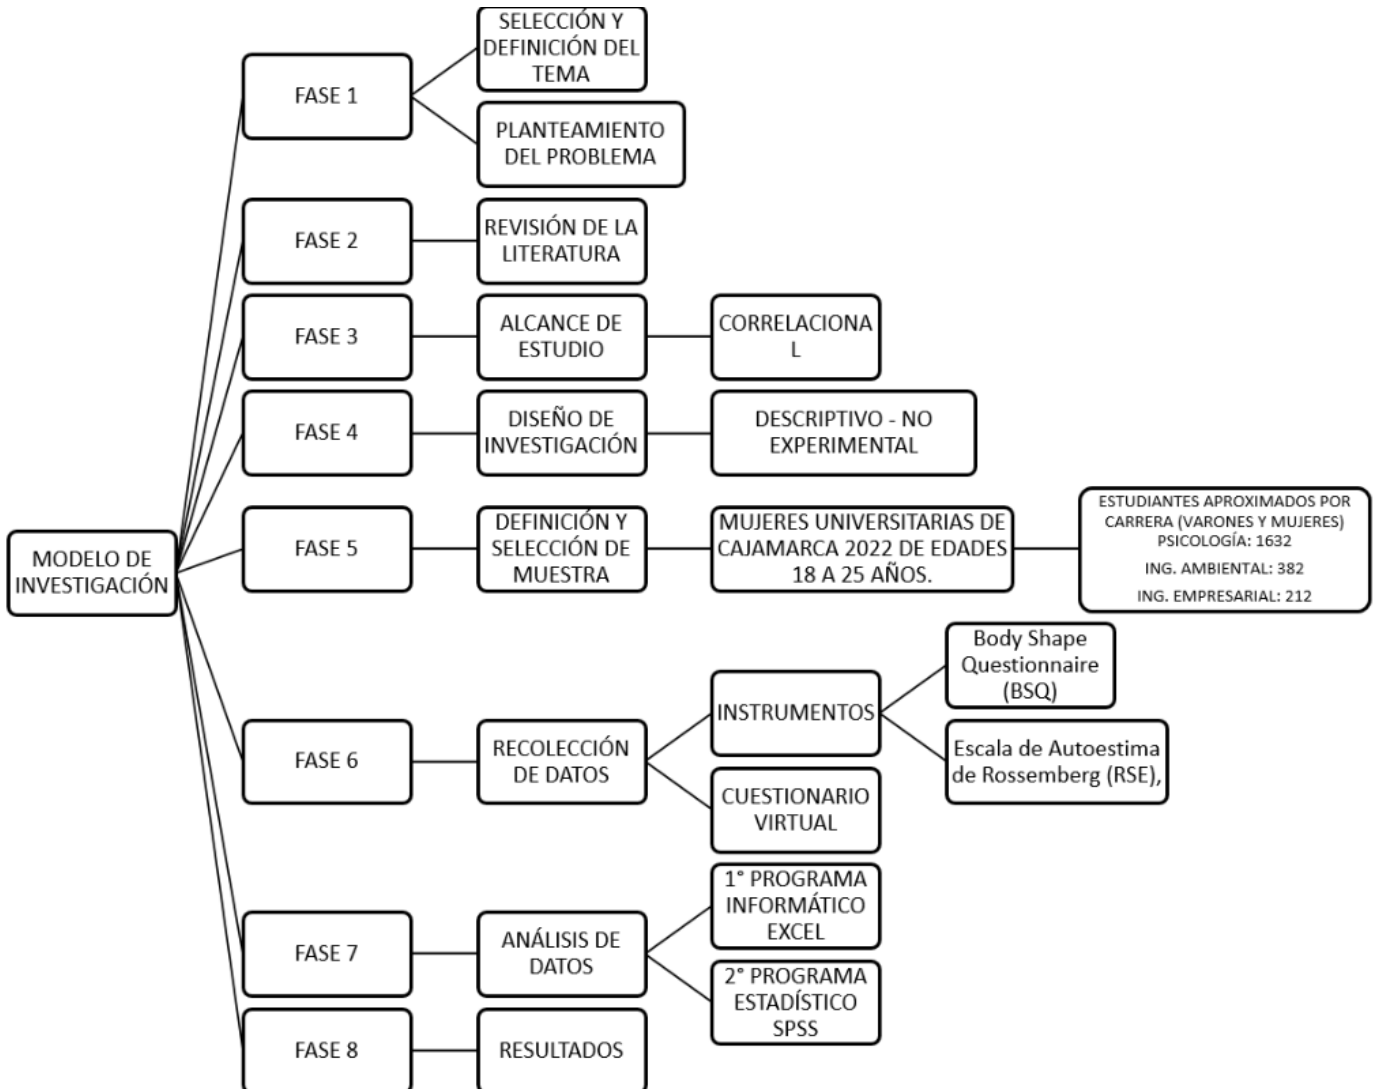 MODELO DE
INVESTIGACIÓN
FASE 1
SELECCIÓN Y
DEFINICIÓN DEL
TEMA
PLANTEAMIENTO
DEL PROBLEMA
FASE 2
REVISIÓN DE LA
LITERATURA
FASE 3
ALCANCE DE
ESTUDIO
CORRELACIONA
L
FASE 4
DISEÑO DE
INVESTIGACIÓN
DESCRIPTIVO - NO
EXPERIMENTAL
FASE 5
DEFINICIÓN Y
SELECCIÓN DE
MUESTRA
MUJERES UNIVERSITARIAS DE
CAJAMARCA 2022 DE EDADES
18 A 25 AÑOS.
ESTUDIANTES APROXIMADOS POR
CARRERA (VARONES Y MUJERES)
PSICOLOGÍA: 1632
ING. AMBIENTAL: 382
ING. EMPRESARIAL: 212
FASE 6
RECOLECCIÓN
DE DATOS
INSTRUMENTOS
Body Shape
Questionnaire
(BSQ)
Escala de Autoestima
de Rossemberg (RSE),
CUESTIONARIO
VIRTUAL
FASE 7
ANÁLISIS DE
DATOS
1° PROGRAMA
INFORMÁTICO
EXCEL
2° PROGRAMA
ESTADÍSTICO
SPSS
FASE 8
RESULTADOS